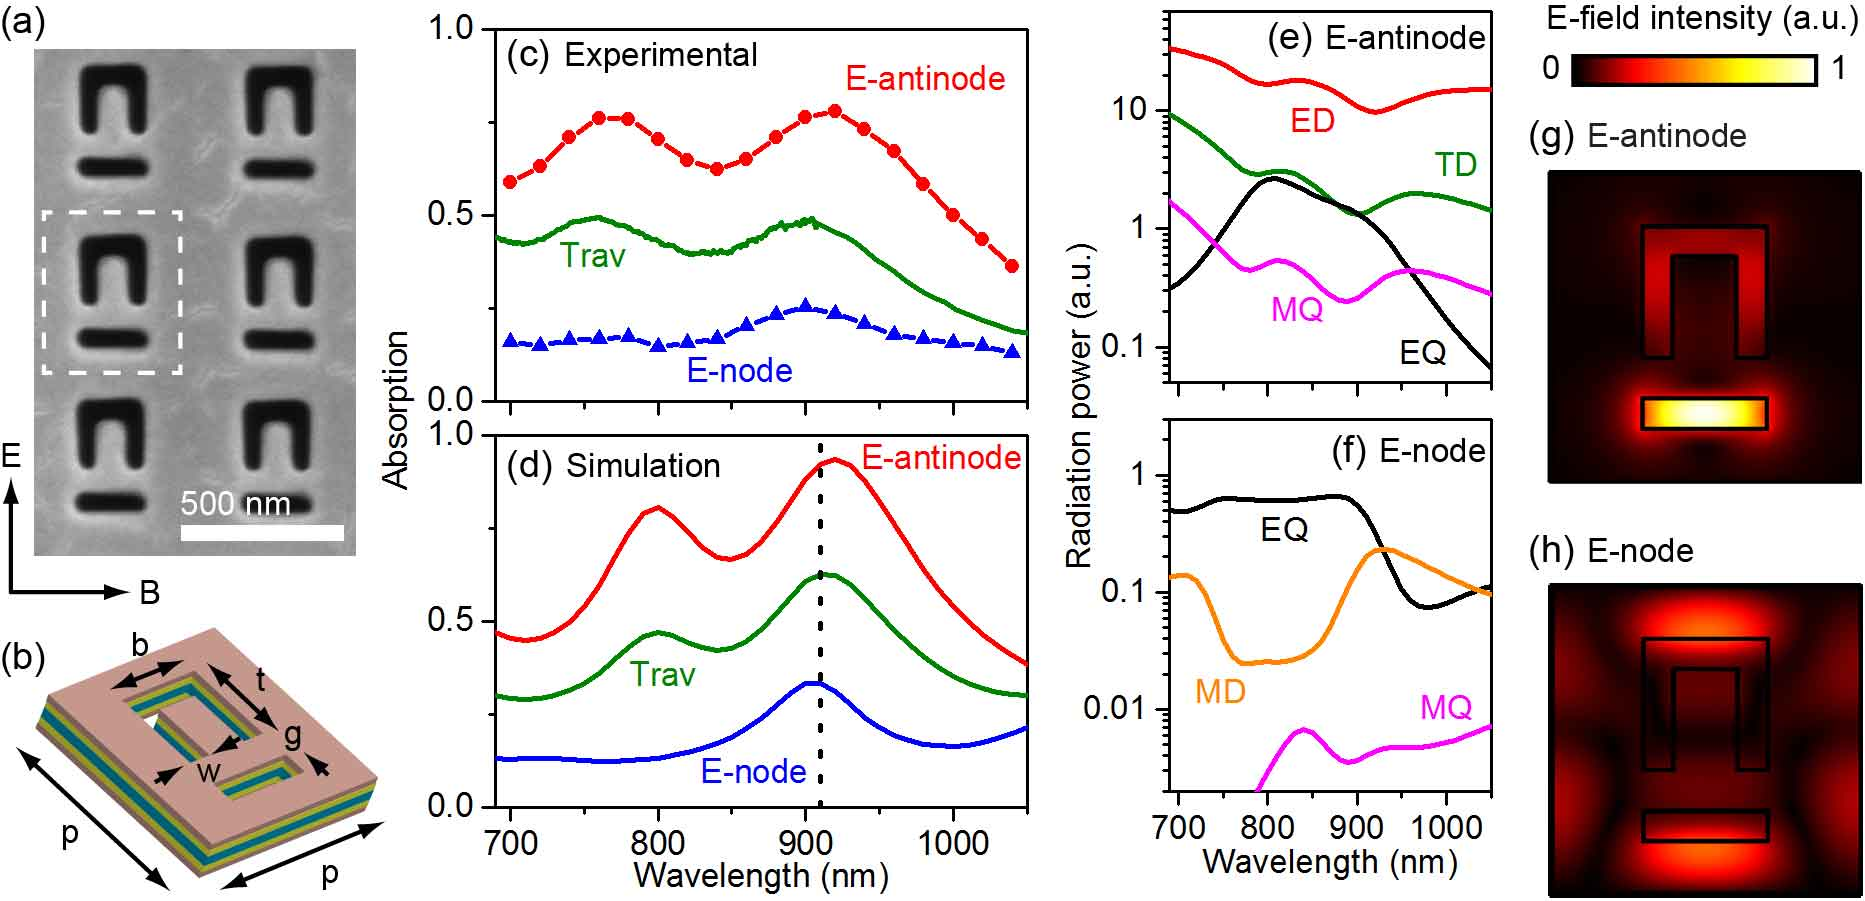 (a)
500 nm
E
B
(b)
b
t
g
w
p
p
(c) Experimental
E-antinode
Trav
E-node
1.0
0.5
0.0
Absorption
(d) Simulation
E-antinode
Trav
E-node
1.0
0.5
0.0
700 800 900 1000
Wavelength (nm)
(e) E-antinode
ED
TD
MQ
EQ
10
1
0.1
Radiation power (a.u.)
(f) E-node
EQ
MD
MQ
1
0.1
0.01
700 800 900 1000
Wavelength (nm)
E-field intensity (a.u.)
0 1
(g) E-antinode
(h) E-node